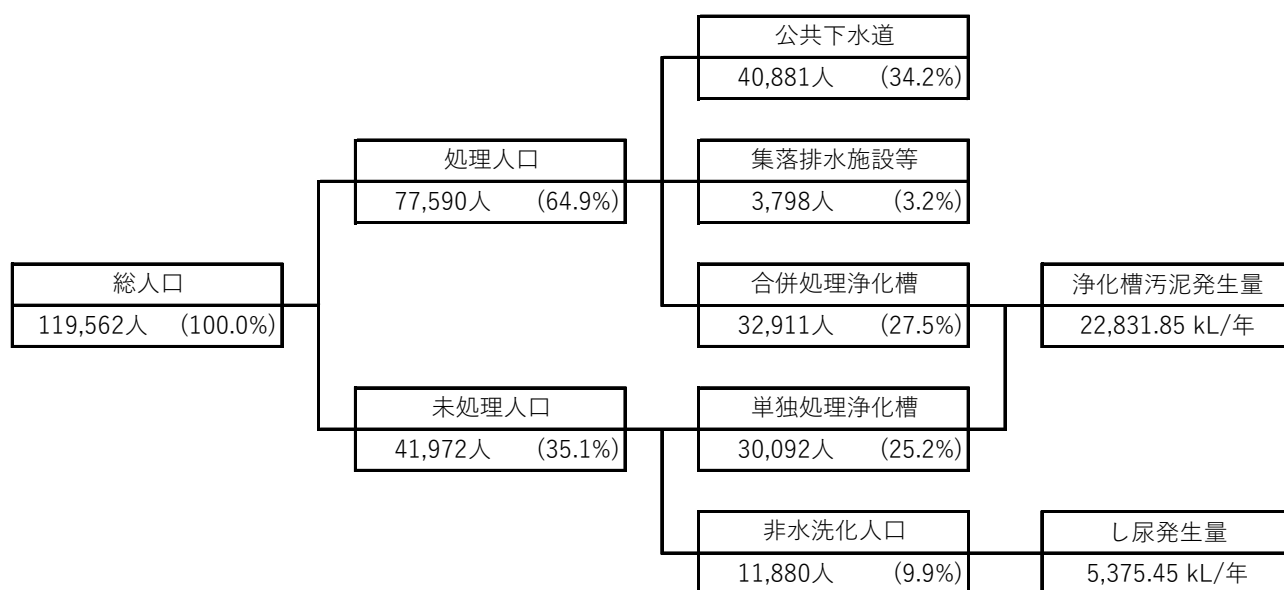 公共下水道
40,881人 (34.2%)
処理人口
77,590人 (64.9%)
集落排水施設等
3,798人 (3.2%)
総人口
119,562人 (100.0%)
合併処理浄化槽
32,911人 (27.5%)
浄化槽汚泥発生量
22,831.85 kL/年
未処理人口
41,972人 (35.1%)
単独処理浄化槽
30,092人 (25.2%)
非水洗化人口
11,880人 (9.9%)
し尿発生量
5,375.45 kL/年